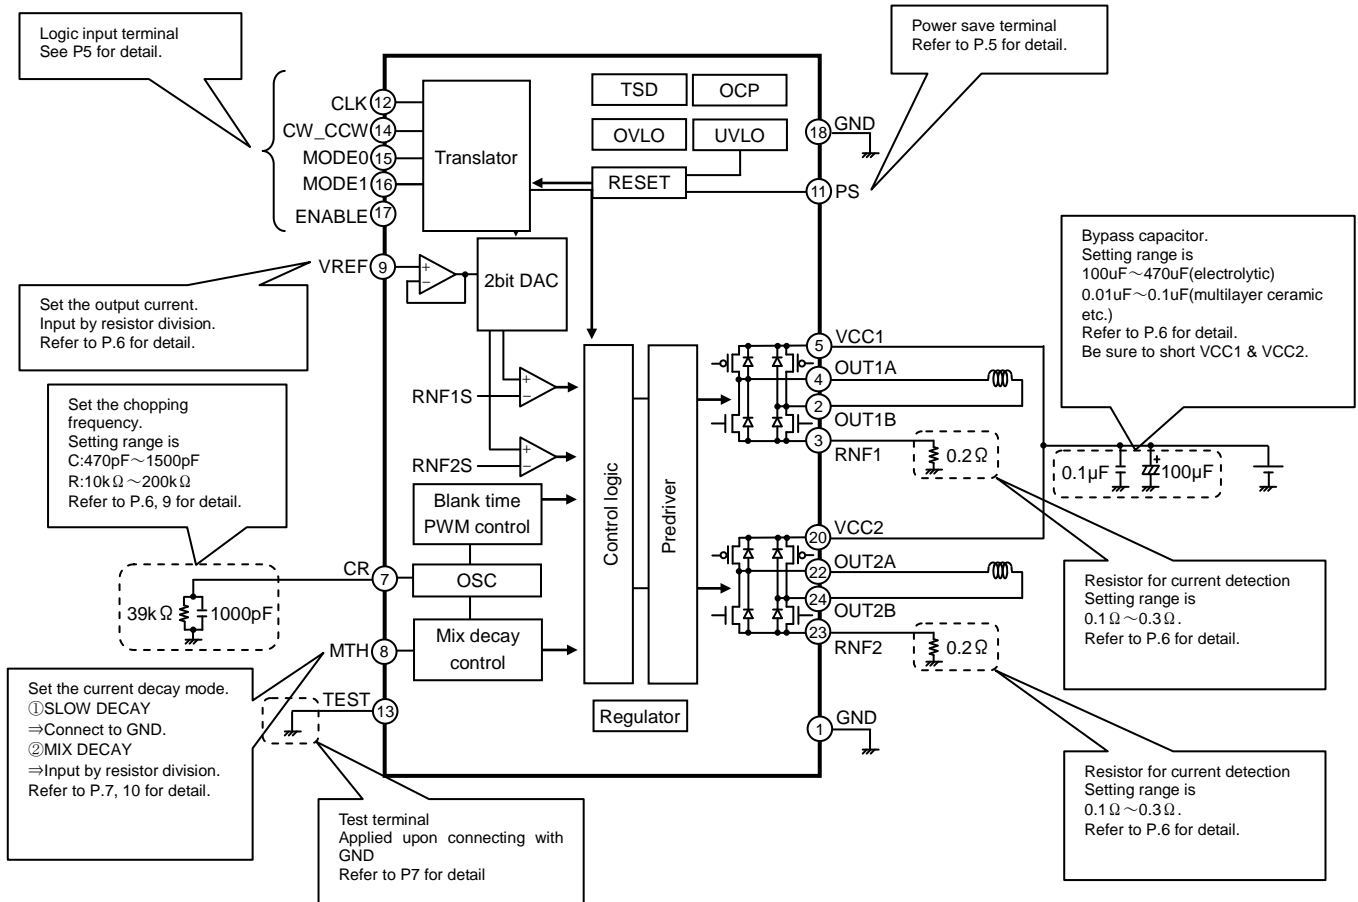 Logic input terminal
See P5 for detail.
Power save terminal
Refer to P.5 for detail.
CLK 12
CW_CCW 14
MODE0 15
MODE1 16
ENABLE 17
Translator
TSD
OCP
OVLO
UVLO
RESET
18 GND
11 PS
VREF 9
+
−
2bit DAC
Set the output current.
Input by resistor division.
Refer to P.6 for detail.
Bypass capacitor.
Setting range is
100uF～470uF(electrolytic)
0.01uF～0.1uF(multilayer ceramic
etc.)
Refer to P.6 for detail.
Be sure to short VCC1 & VCC2.
Set the chopping
frequency.
Setting range is
C:470pF～1500pF
R:10kΩ～200kΩ
Refer to P.6, 9 for detail.
RNF1S
+
−
RNF2S
+
−
Blank time
PWM control
OSC
Mix decay
control
Control logic
Predriver
Regulator
5 VCC1
4 OUT1A
2 OUT1B
3 RNF1
0.2Ω
0.1µF
+
100µF
20 VCC2
22 OUT2A
24 OUT2B
23 RNF2
0.2Ω
1 GND
CR 7
39kΩ
1000pF
MTH 8
TEST 13
Resistor for current detection
Setting range is
0.1Ω～0.3Ω.
Refer to P.6 for detail.
Set the current decay mode.
①SLOW DECAY
⇒Connect to GND.
②MIX DECAY
⇒Input by resistor division.
Refer to P.7, 10 for detail.
Test terminal
Applied upon connecting with
GND
Refer to P7 for detail
Resistor for current detection
Setting range is
0.1Ω～0.3Ω.
Refer to P.6 for detail.